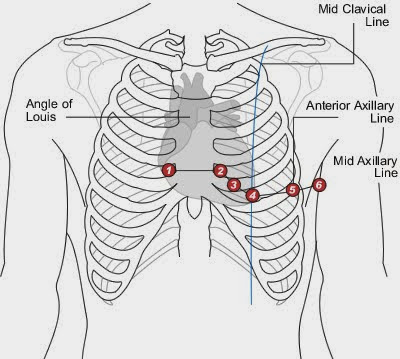 Mid Clavical
Line
Angle of
Louis
Anterior Axillary
Line
Mid Axillary
Line
1
2
3
4
5
6